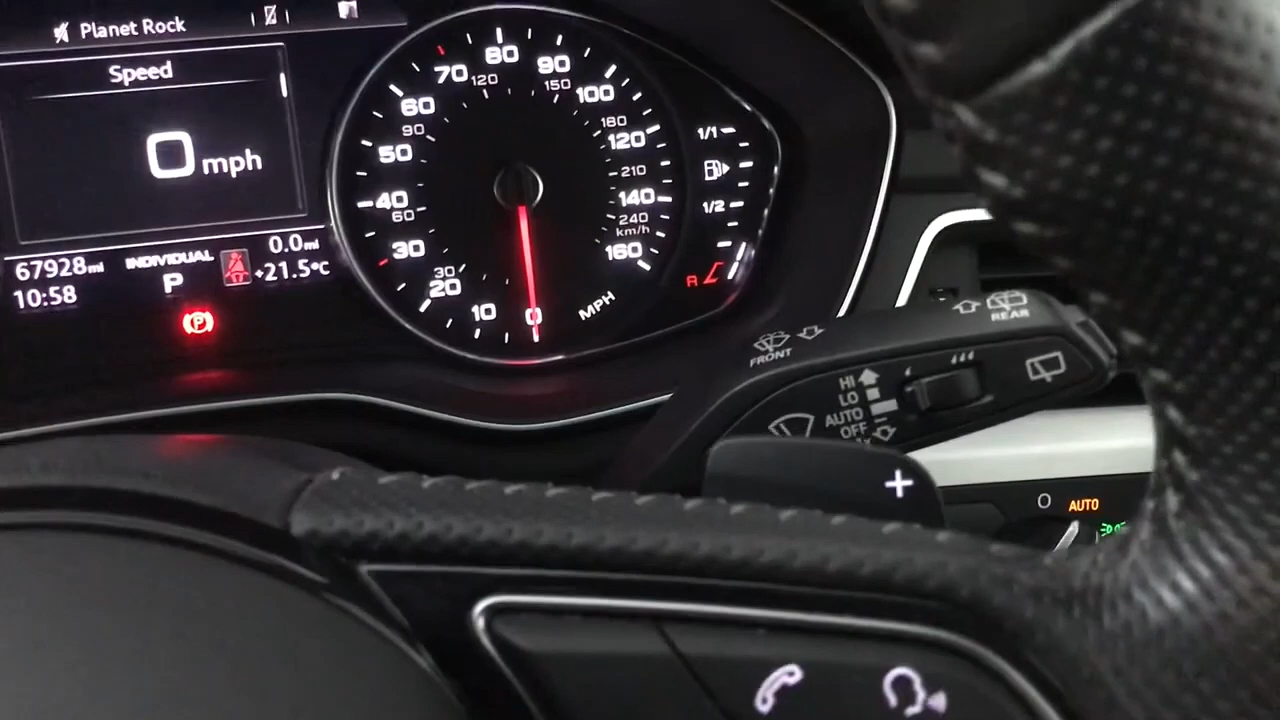 Planet Rock
Speed
0 mph
67928mi
INDIVIDUAL
P
0.0mi
+21.5°C
10:58
P
0
10
20
30
40
50
60
70
80
90
100
120
140
160
MPH
30
60
90
120
150
180
210
240
km/h
1/1
1/2
R
FRONT
REAR
HI
LO
AUTO
OFF
1x
+
O
AUTO